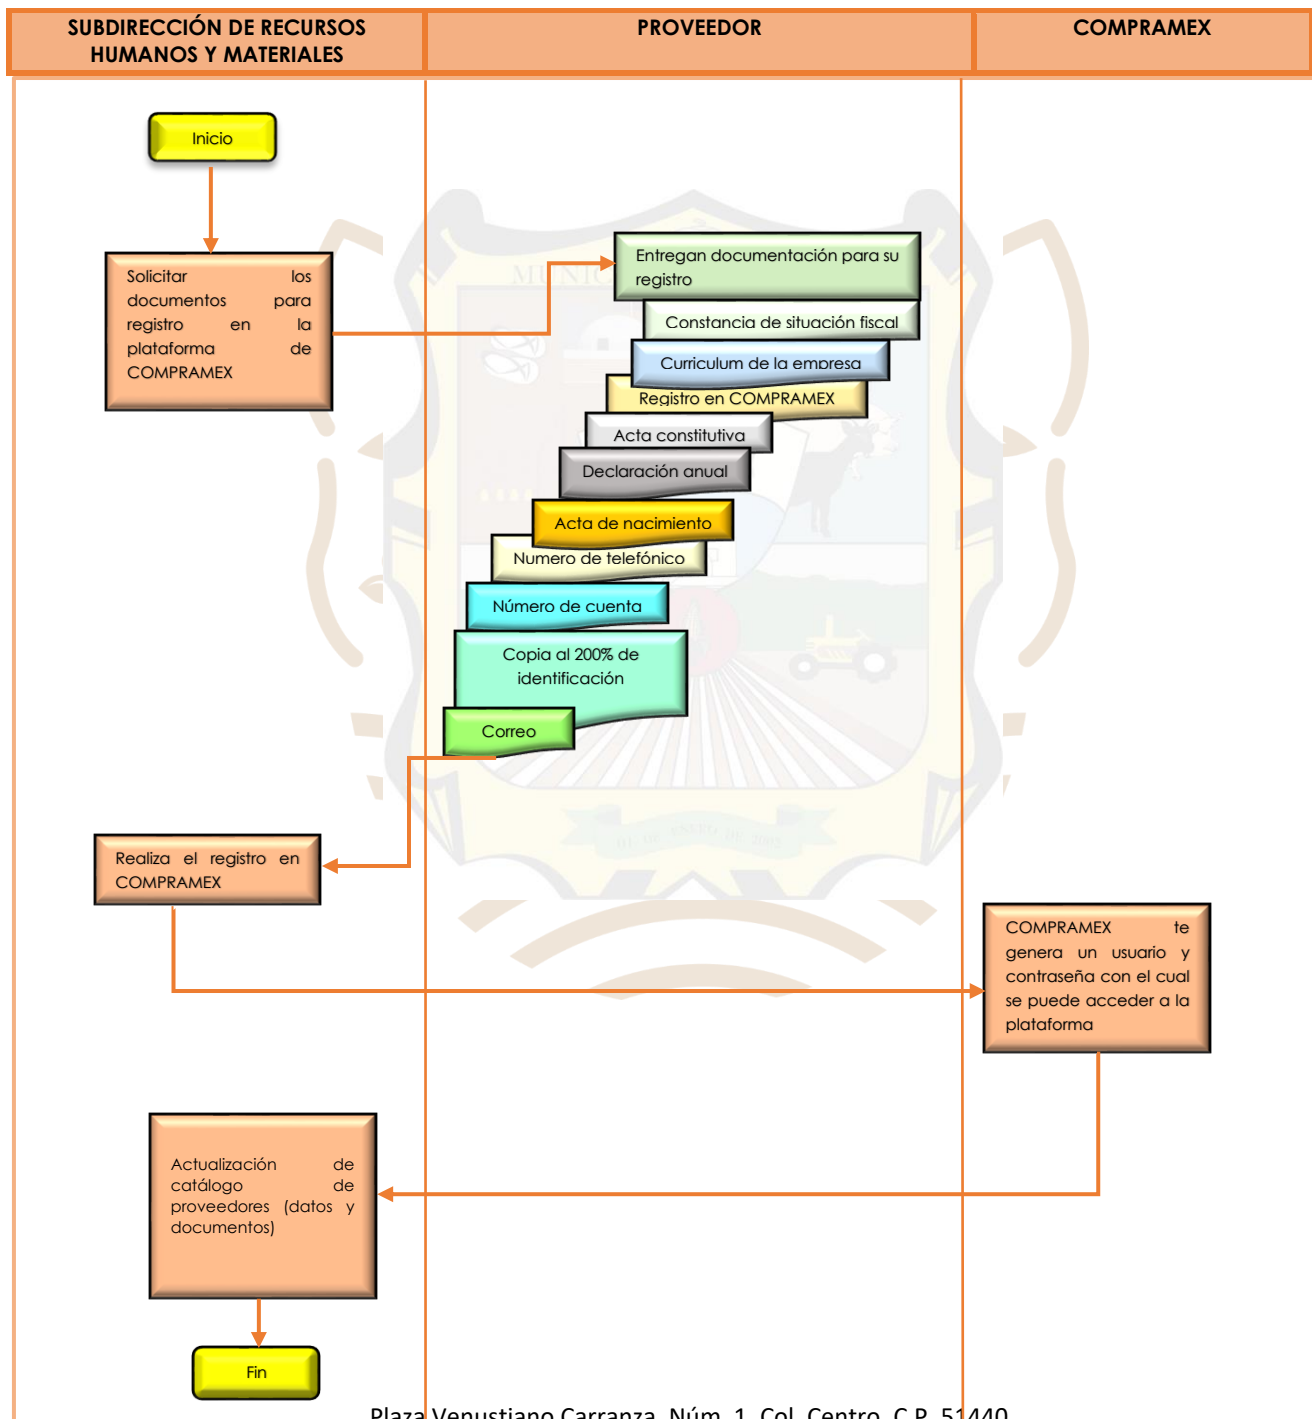 SUBDIRECCIÓN DE RECURSOS
HUMANOS Y MATERIALES
PROVEEDOR
COMPRAMEX
Inicio
Solicitar los
documentos para
registro en la
plataforma de
COMPRAMEX
Entregan documentación para su
registro
Constancia de situación fiscal
Curriculum de la empresa
Registro en COMPRAMEX
Acta constitutiva
Declaración anual
Acta de nacimiento
Numero de telefónico
Número de cuenta
Copia al 200% de
identificación
Correo
Realiza el registro en
COMPRAMEX
COMPRAMEX te
genera un usuario y
contraseña con el cual
se puede acceder a la
plataforma
Actualización de
catálogo de
proveedores (datos y
documentos)
Fin
Plaza Venustiano Carranza, Núm. 1, Col. Centro, C.P. 51440